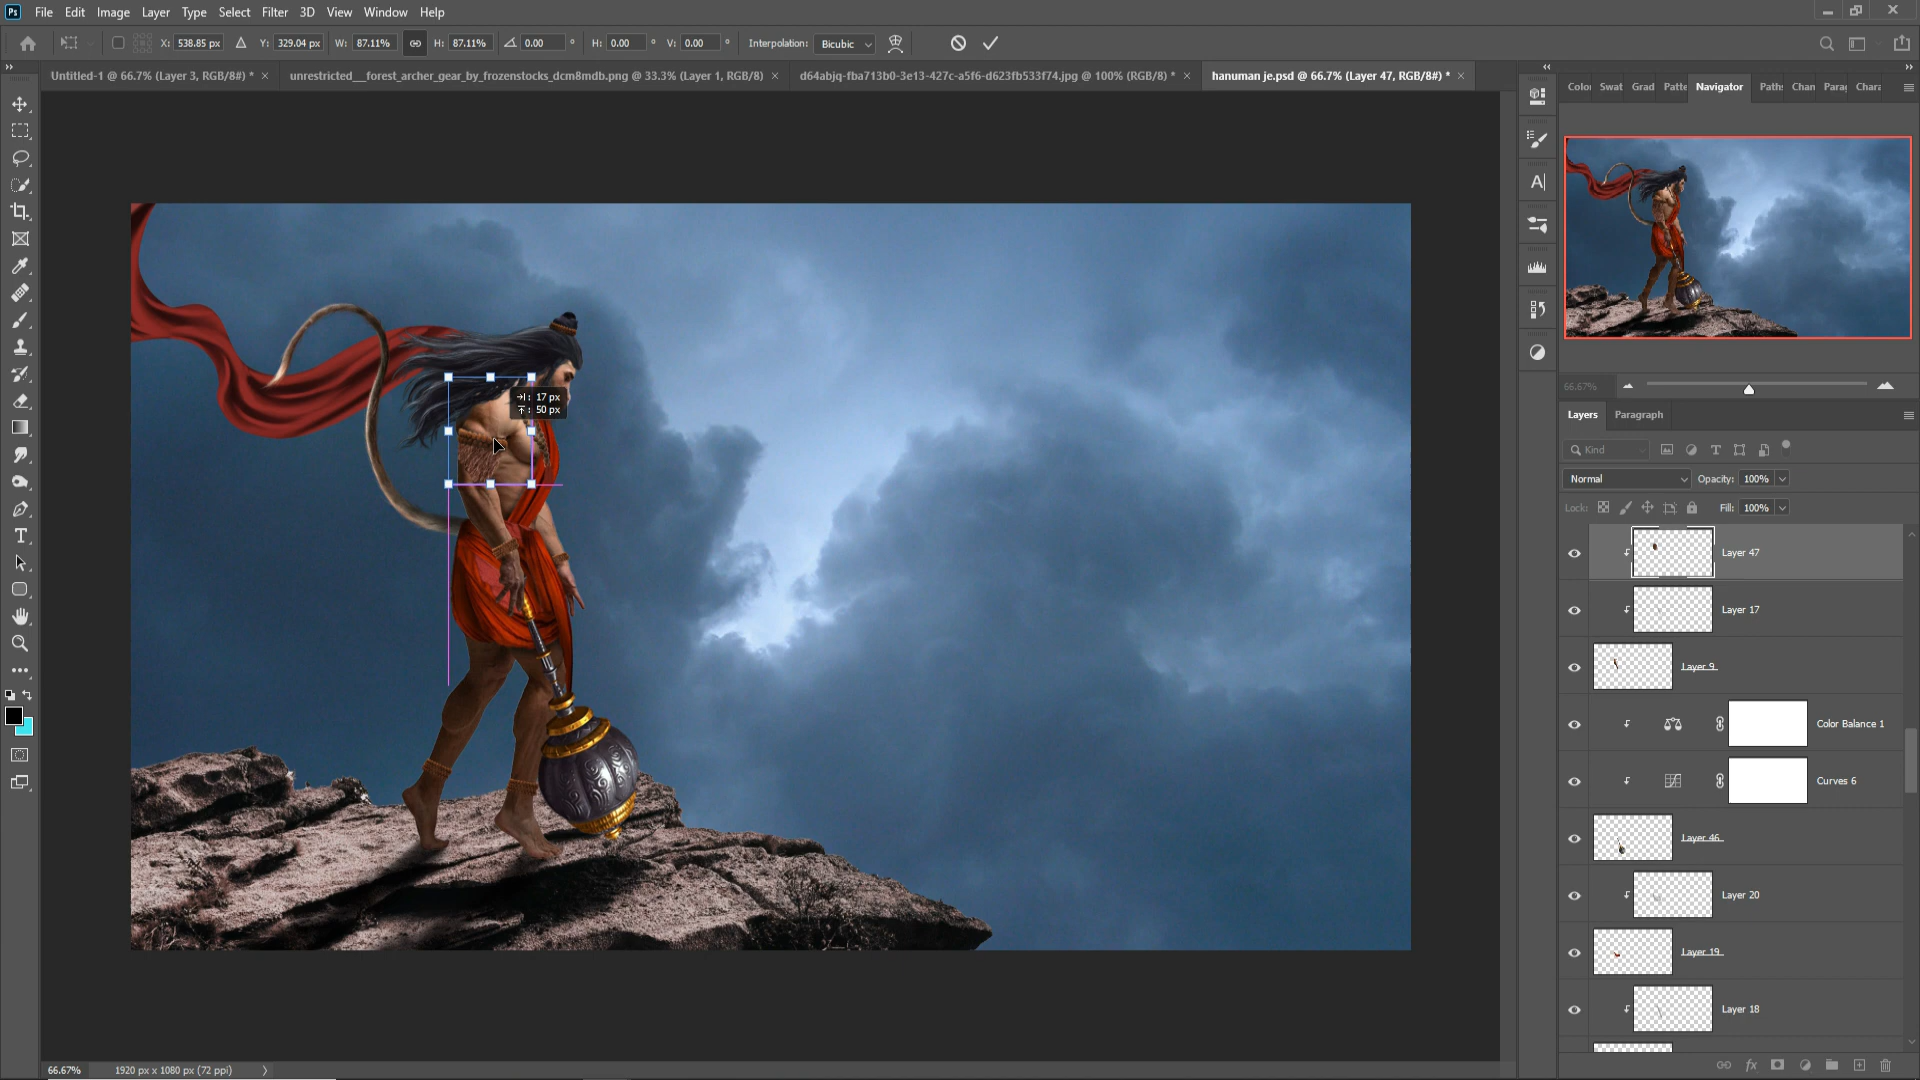 Ps File Edit Image Layer Type Select Filter 3D View Window Help
X: 538.85 px Y: 329.04 px W: 87.11% H: 87.11% 0.00 ° H: 0.00 ° V: 0.00 ° Interpolation: Bicubic
Untitled-1 @ 66.7% (Layer 3, RGB/8#) * × unrestricted__forest_archer_gear_by_frozenstocks_dcm8mdb.png @ 33.3% (Layer 1, RGB/8) × d64abjq-fba713b0-3e13-427c-a5f6-d623fb533f74.jpg @ 100% (RGB/8) * × hanuman je.psd @ 66.7% (Layer 47, RGB/8#) * ×
Colo Swat Grad Patte Navigator Paths Chan Para Chara
17 px
50 px
66.67%
Layers Paragraph
Kind
Normal Opacity: 100%
Lock: Fill: 100%
Layer 47
Layer 17
Layer 9
Color Balance 1
Curves 6
Layer 46
Layer 20
Layer 19
Layer 18
66.67% 1920 px x 1080 px (72 ppi)